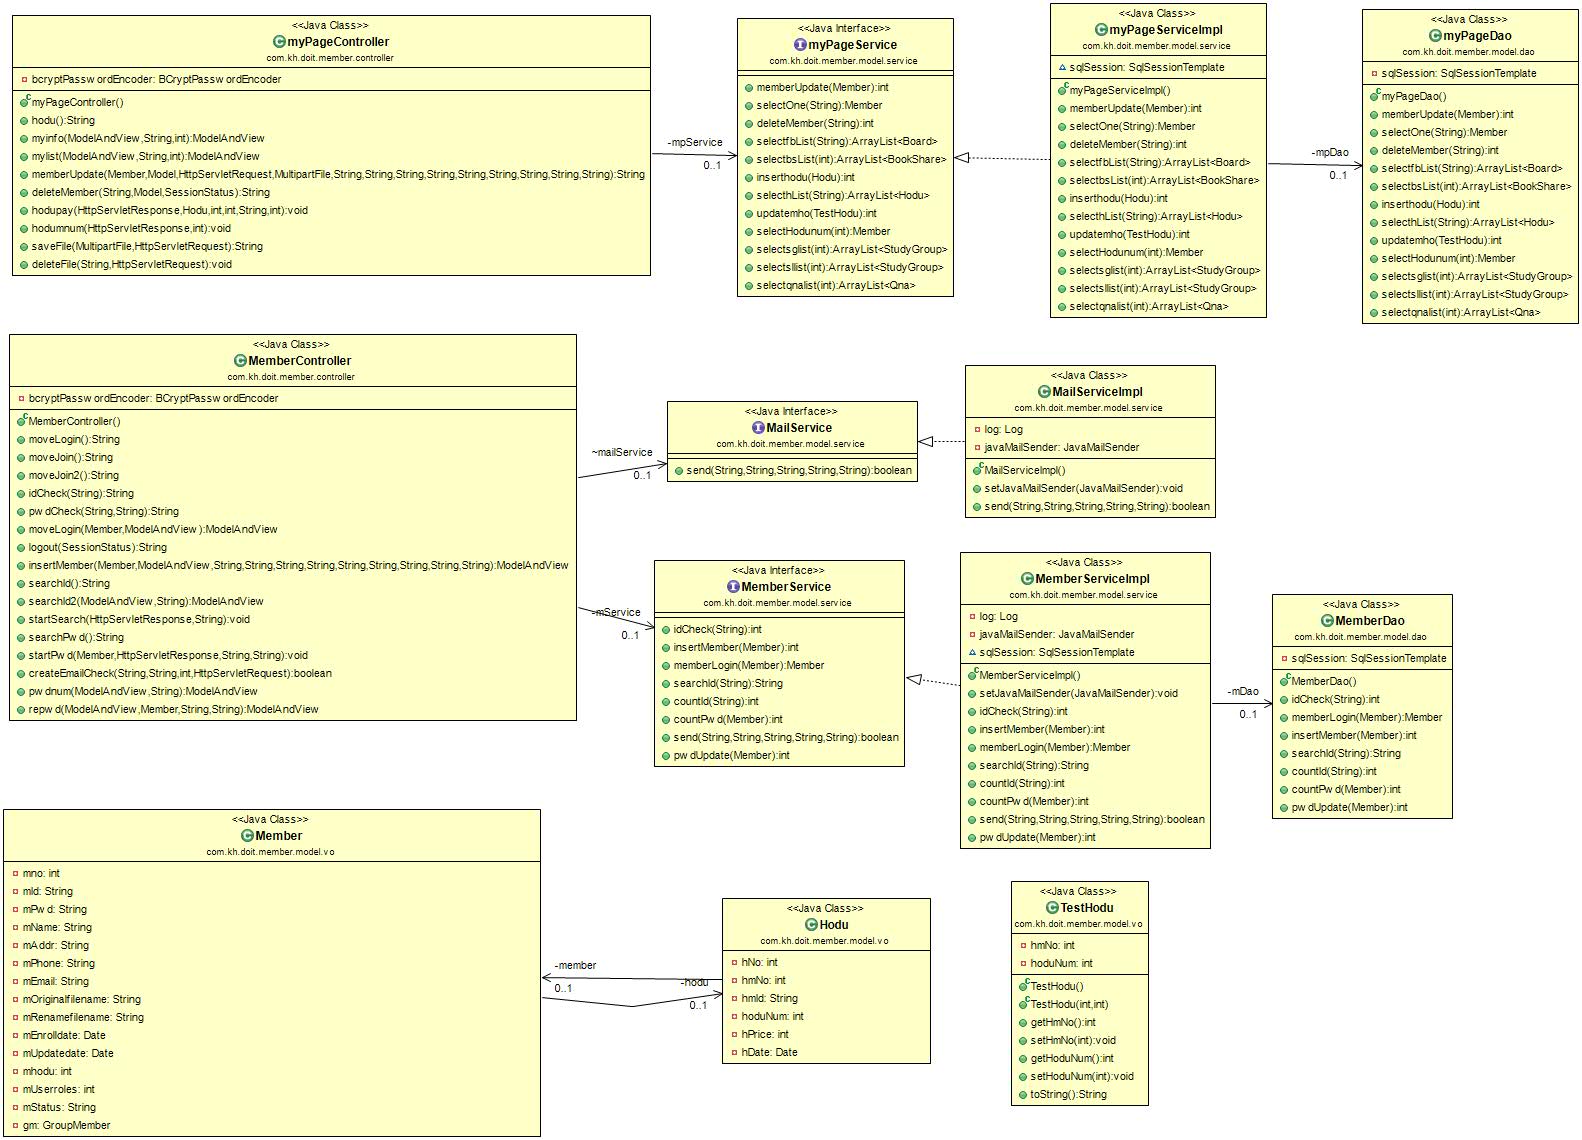 <<Java Class>>
myPageController
com.kh.doit.member.controller
bcryptPassw ordEncoder: BCryptPassw ordEncoder
myPageController()
hodu():String
myinfo(ModelAndView,String,int):ModelAndView
mylist(ModelAndView,String,int):ModelAndView
memberUpdate(Member,Model,HttpServletRequest,MultipartFile,String,String,String,String,String,String,String,String,String):String
deleteMember(String,Model,SessionStatus):String
hodupay(HttpServletResponse,Hodu,int,int,String,int):void
hodumnum(HttpServletResponse,int):void
saveFile(MultipartFile,HttpServletRequest):String
deleteFile(String,HttpServletRequest):void
-mpService
0..1
<<Java Interface>>
myPageService
com.kh.doit.member.model.service
memberUpdate(Member):int
selectOne(String):Member
deleteMember(String):int
selectfbList(String):ArrayList<Board>
selectbsList(int):ArrayList<BookShare>
inserthodu(Hodu):int
selecthList(String):ArrayList<Hodu>
updatemho(TestHodu):int
selectHodunum(int):Member
selectsglist(int):ArrayList<StudyGroup>
selectsllist(int):ArrayList<StudyGroup>
selectqnalist(int):ArrayList<Qna>
<<Java Class>>
myPageServiceImpl
com.kh.doit.member.model.service
sqlSession: SqlSessionTemplate
myPageServiceImpl()
memberUpdate(Member):int
selectOne(String):Member
deleteMember(String):int
selectfbList(String):ArrayList<Board>
selectbsList(int):ArrayList<BookShare>
inserthodu(Hodu):int
selecthList(String):ArrayList<Hodu>
updatemho(TestHodu):int
selectHodunum(int):Member
selectsglist(int):ArrayList<StudyGroup>
selectsllist(int):ArrayList<StudyGroup>
selectqnalist(int):ArrayList<Qna>
-mpDao
0..1
<<Java Class>>
myPageDao
com.kh.doit.member.model.dao
sqlSession: SqlSessionTemplate
myPageDao()
memberUpdate(Member):int
selectOne(String):Member
deleteMember(String):int
selectfbList(String):ArrayList<Board>
selectbsList(int):ArrayList<BookShare>
inserthodu(Hodu):int
selecthList(String):ArrayList<Hodu>
updatemho(TestHodu):int
selectHodunum(int):Member
selectsglist(int):ArrayList<StudyGroup>
selectsllist(int):ArrayList<StudyGroup>
selectqnalist(int):ArrayList<Qna>
<<Java Class>>
MemberController
com.kh.doit.member.controller
bcryptPassw ordEncoder: BCryptPassw ordEncoder
MemberController()
moveLogin():String
moveJoin():String
moveJoin2():String
idCheck(String):String
pw dCheck(String,String):String
moveLogin(Member,ModelAndView ):ModelAndView
logout(SessionStatus):String
insertMember(Member,ModelAndView ,String,String,String,String,String,String,String,String,String):ModelAndView
searchId():String
searchId2(ModelAndView,String):ModelAndView
startSearch(HttpServletResponse,String):void
searchPw d():String
startPw d(Member,HttpServletResponse,String,String):void
createEmailCheck(String,String,int,HttpServletRequest):boolean
pw dnum(ModelAndView,String):ModelAndView
repw d(ModelAndView,Member,String,String):ModelAndView
~mailService
0..1
<<Java Interface>>
MailService
com.kh.doit.member.model.service
send(String,String,String,String,String):boolean
<<Java Class>>
MailServiceImpl
com.kh.doit.member.model.service
log: Log
javaMailSender: JavaMailSender
MailServiceImpl()
setJavaMailSender(JavaMailSender):void
send(String,String,String,String,String):boolean
-mService
0..1
<<Java Interface>>
MemberService
com.kh.doit.member.model.service
idCheck(String):int
insertMember(Member):int
memberLogin(Member):Member
searchId(String):String
countId(String):int
countPw d(Member):int
send(String,String,String,String,String):boolean
pw dUpdate(Member):int
<<Java Class>>
MemberServiceImpl
com.kh.doit.member.model.service
log: Log
javaMailSender: JavaMailSender
sqlSession: SqlSessionTemplate
MemberServiceImpl()
setJavaMailSender(JavaMailSender):void
idCheck(String):int
insertMember(Member):int
memberLogin(Member):Member
searchId(String):String
countId(String):int
countPw d(Member):int
send(String,String,String,String,String):boolean
pw dUpdate(Member):int
-mDao
0..1
<<Java Class>>
MemberDao
com.kh.doit.member.model.dao
sqlSession: SqlSessionTemplate
MemberDao()
idCheck(String):int
memberLogin(Member):Member
insertMember(Member):int
searchId(String):String
countId(String):int
countPw d(Member):int
pw dUpdate(Member):int
<<Java Class>>
Member
com.kh.doit.member.model.vo
mno: int
mId: String
mPw d: String
mName: String
mAddr: String
mPhone: String
mEmail: String
mOriginalfilename: String
mRenamefilename: String
mEnrolldate: Date
mUpdatedate: Date
mhodu: int
mUserroles: int
mStatus: String
gm: GroupMember
-member
0..1
-hodu
0..1
<<Java Class>>
Hodu
com.kh.doit.member.model.vo
hNo: int
hmNo: int
hmId: String
hoduNum: int
hPrice: int
hDate: Date
<<Java Class>>
TestHodu
com.kh.doit.member.model.vo
hmNo: int
hoduNum: int
TestHodu()
TestHodu(int,int)
getHmNo():int
setHmNo(int):void
getHoduNum():int
setHoduNum(int):void
toString():String